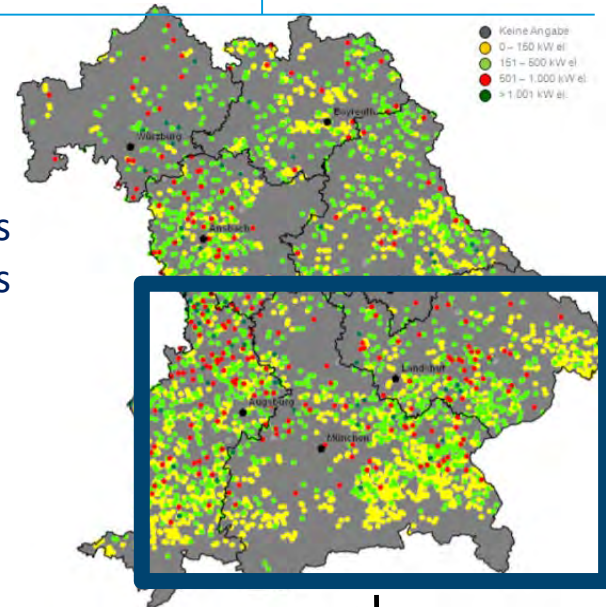 Keine Angabe
0 – 150 kW el.
151 – 500 kW el.
501 – 1.000 kW el.
> 1.001 kW el.
Bayreuth
Würzburg
Ansbach
s
s
Landshut
Augsburg
München